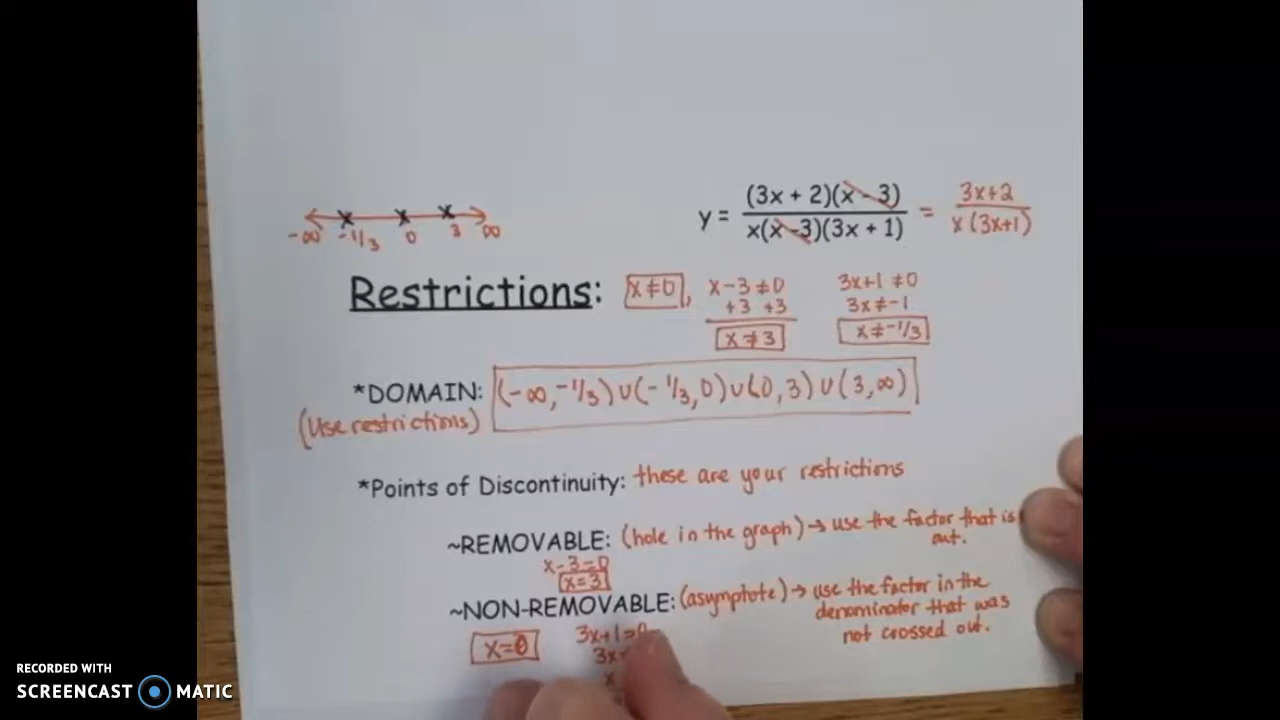 y = (3x + 2)(x - 3) / x(x - 3)(3x + 1) = 3x+2 / x(3x+1)
-∞ -1/3 0 3 ∞
Restrictions: x≠0, x-3≠0 3x+1≠0
+3 +3 3x≠-1
x≠3 x≠-1/3
*DOMAIN: (-∞,-1/3)∪(-1/3,0)∪(0,3)∪(3,∞)
(Use restrictions)
*Points of Discontinuity: these are your restrictions
~REMOVABLE: (hole in the graph)→ use the factor that is
out.
x-3=0
x=3
~NON-REMOVABLE: (asymptote)→ use the factor in the
denominator that was
not crossed out.
x=0 3x+1=0
3x
x
RECORDED WITH
SCREENCAST MATIC